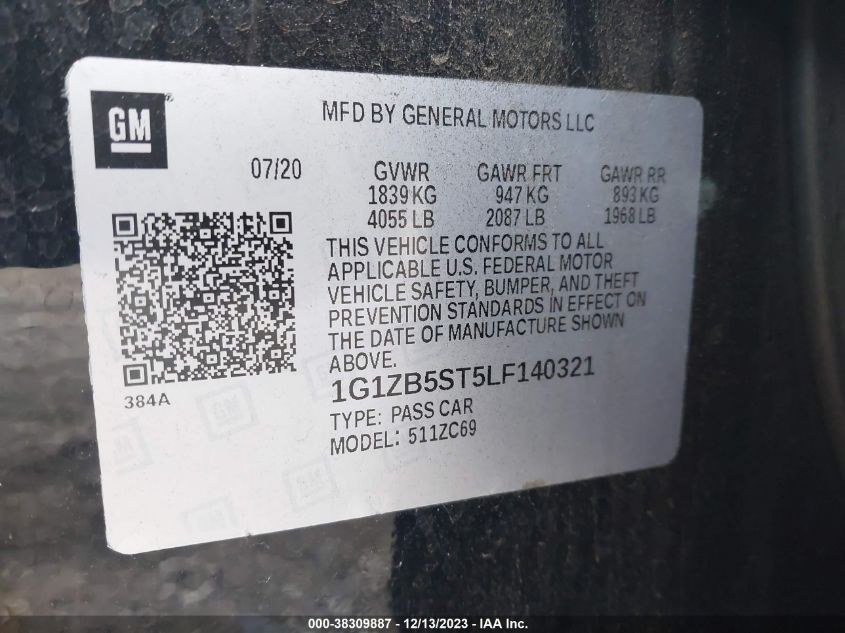 GM
MFD BY GENERAL MOTORS LLC
07/20 GVWR GAWR FRT GAWR RR
1839 KG 947 KG 893 KG
4055 LB 2087 LB 1968 LB
THIS VEHICLE CONFORMS TO ALL
APPLICABLE U.S. FEDERAL MOTOR
VEHICLE SAFETY, BUMPER, AND THEFT
PREVENTION STANDARDS IN EFFECT ON
THE DATE OF MANUFACTURE SHOWN
ABOVE.
384A
1G1ZB5ST5LF140321
TYPE: PASS CAR
MODEL: 511ZC69
000-38309887 - 12/13/2023 - IAA Inc.